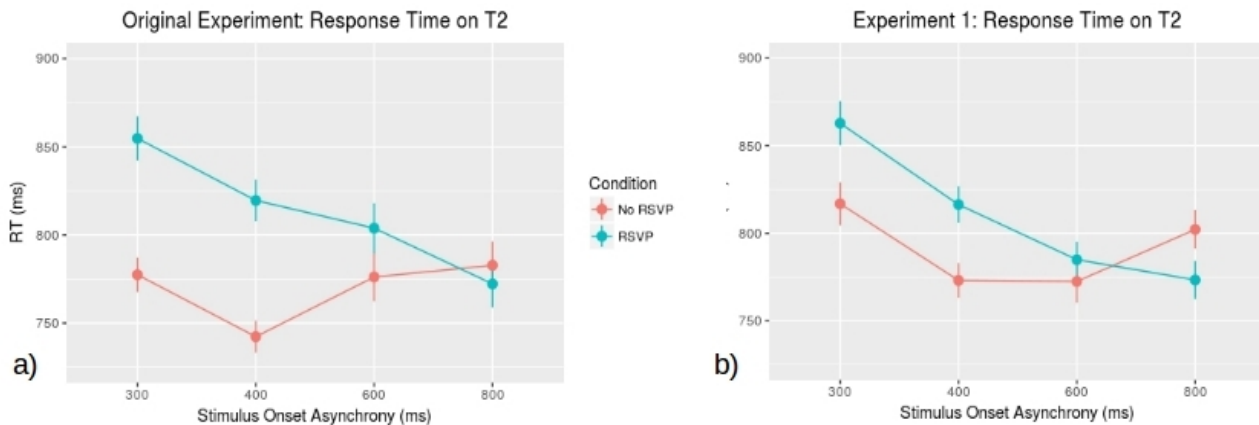 Original Experiment: Response Time on T2
900
850
800
750
RT (ms)
300 400 600 800
Stimulus Onset Asynchrony (ms)
a)
Condition
No RSVP
RSVP
Experiment 1: Response Time on T2
900
850
800
750
300 400 600 800
Stimulus Onset Asynchrony (ms)
b)